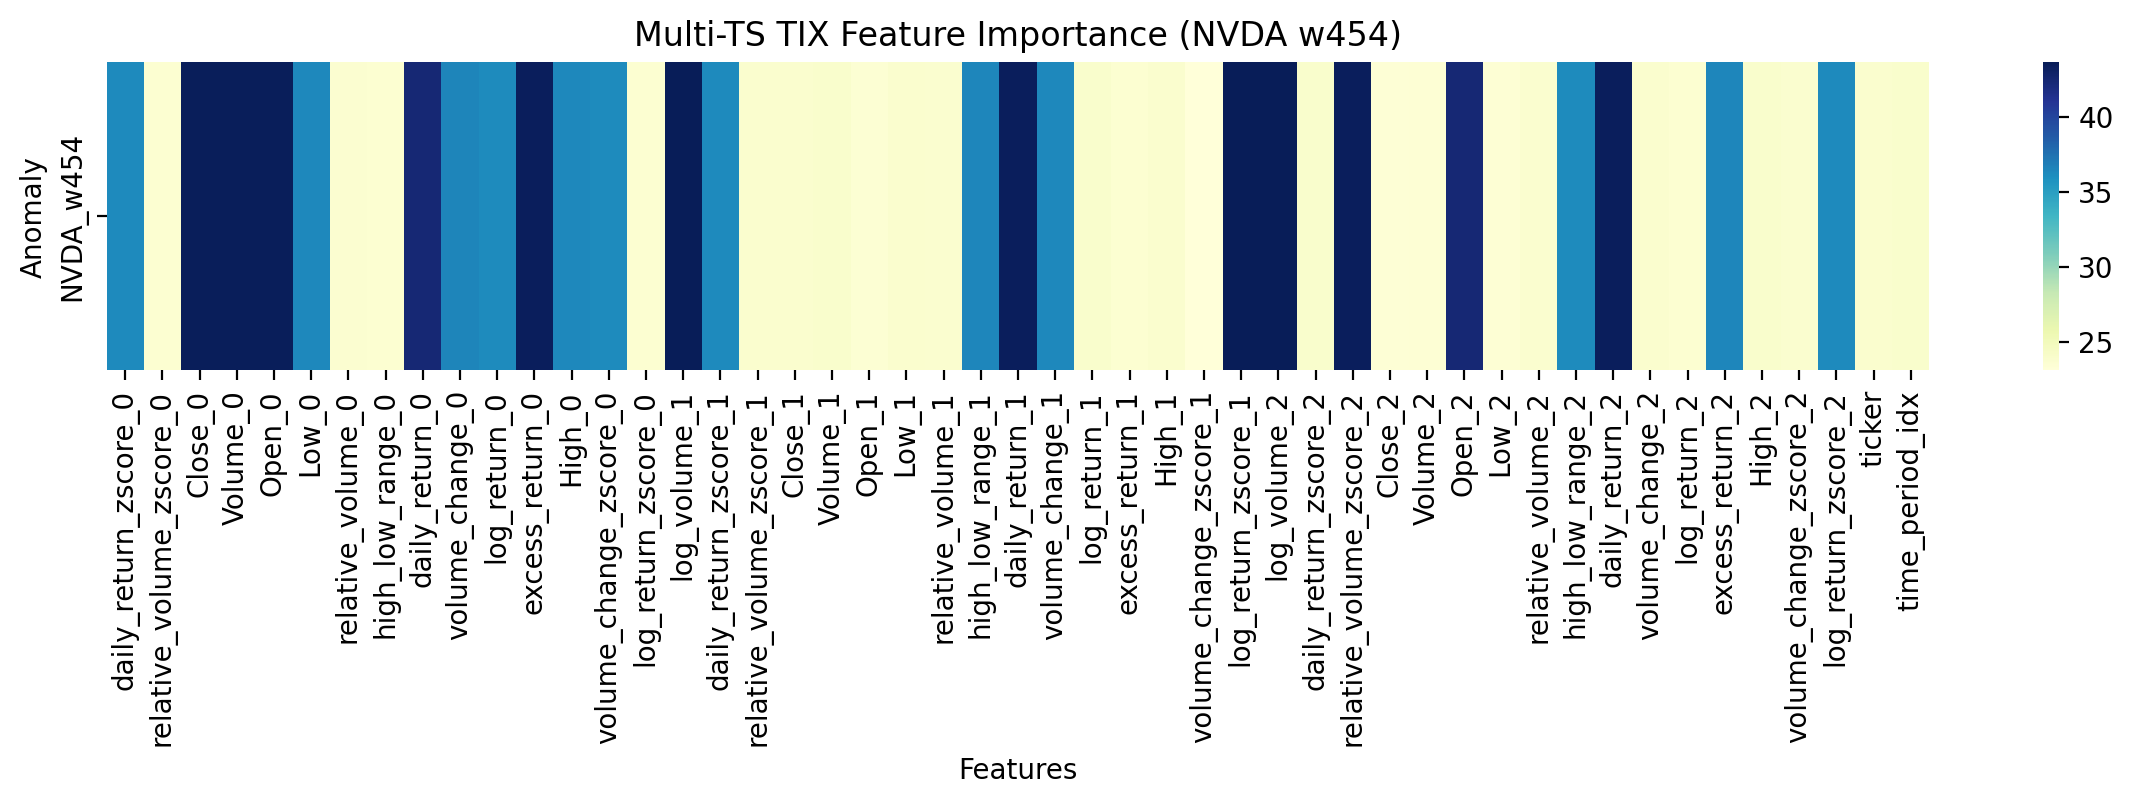 Multi-TS TIX Feature Importance (NVDA w454)
Anomaly
NVDA_w454
40
35
30
25
daily_return_zscore_0
relative_volume_zscore_0
Close_0
Volume_0
Open_0
Low_0
relative_volume_0
high_low_range_0
daily_return_0
volume_change_0
log_return_0
excess_return_0
High_0
volume_change_zscore_0
log_return_zscore_0
log_volume_1
daily_return_zscore_1
relative_volume_zscore_1
Close_1
Volume_1
Open_1
Low_1
relative_volume_1
high_low_range_1
daily_return_1
volume_change_1
log_return_1
excess_return_1
High_1
volume_change_zscore_1
log_return_zscore_1
log_volume_2
daily_return_zscore_2
relative_volume_zscore_2
Close_2
Volume_2
Open_2
Low_2
relative_volume_2
high_low_range_2
daily_return_2
volume_change_2
log_return_2
excess_return_2
High_2
volume_change_zscore_2
log_return_zscore_2
ticker
time_period_idx
Features